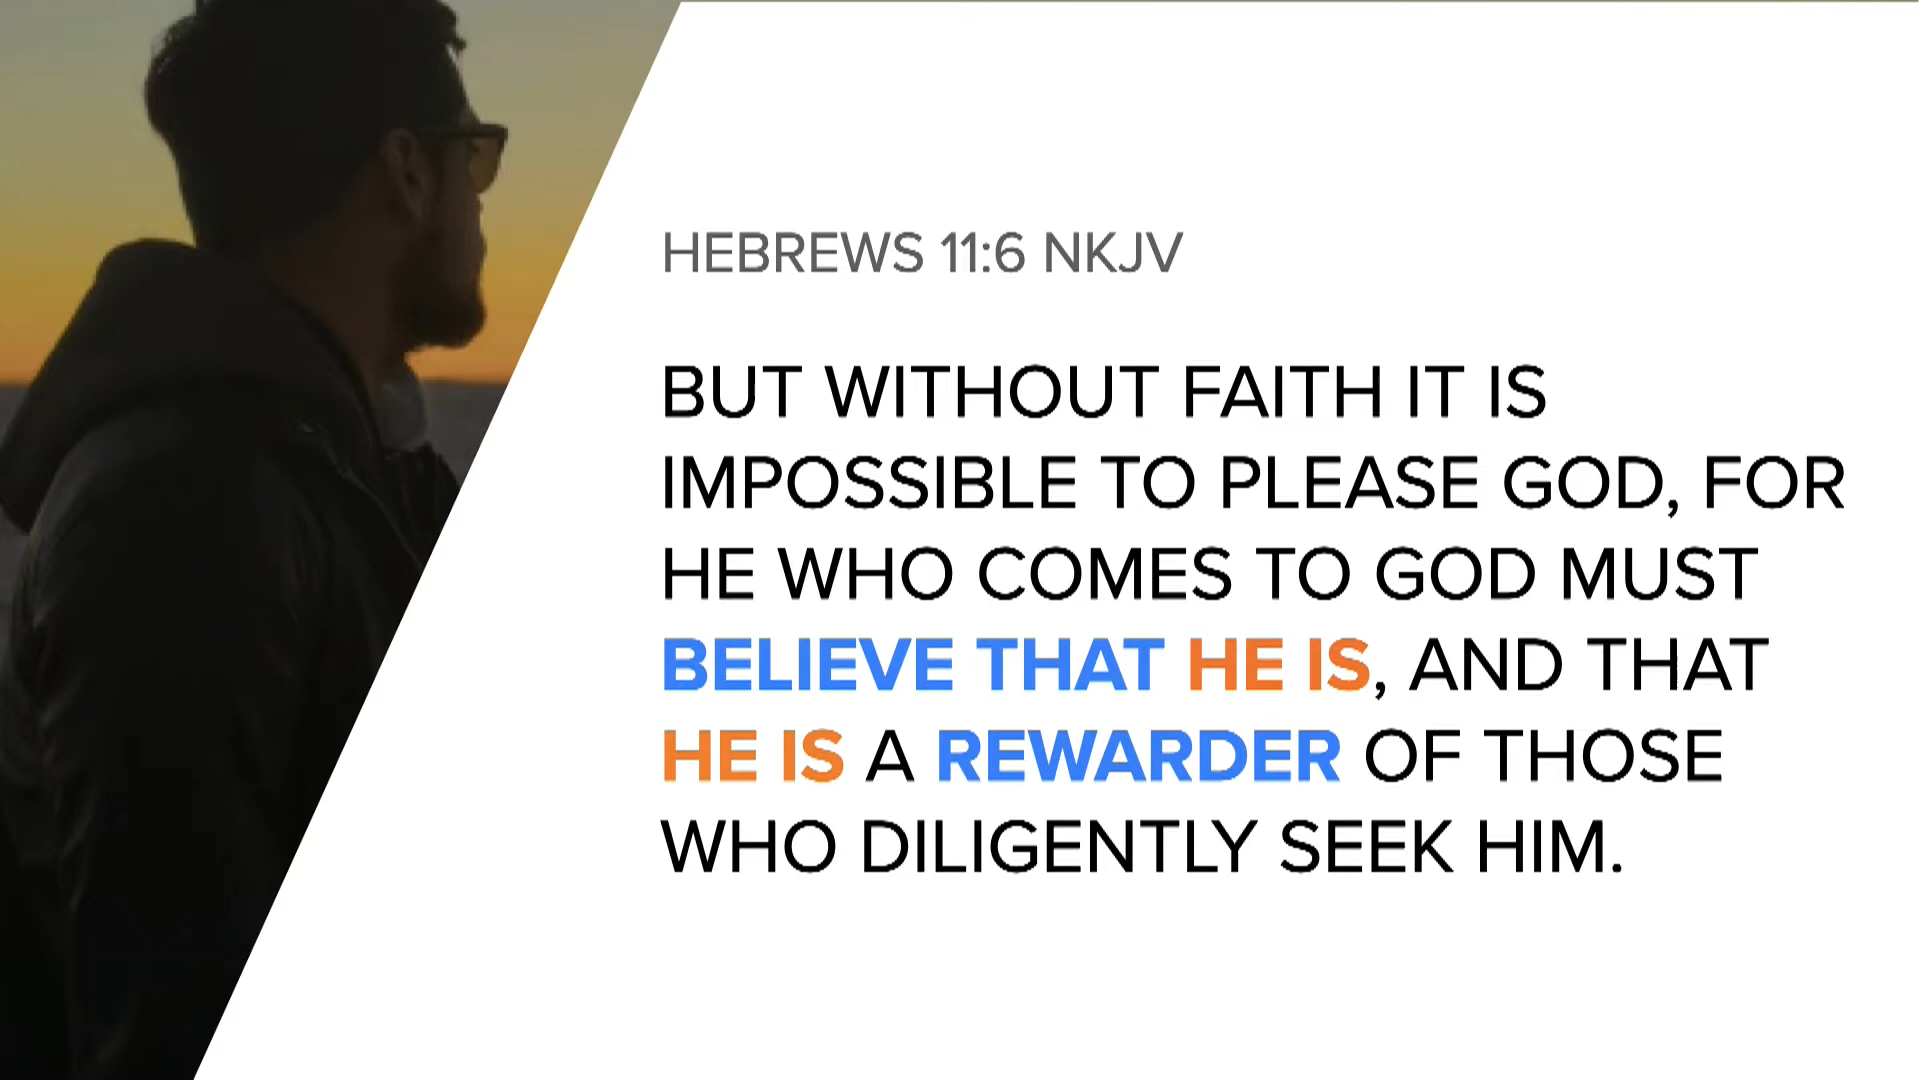 HEBREWS 11:6 NKJV
BUT WITHOUT FAITH IT IS
IMPOSSIBLE TO PLEASE GOD, FOR
HE WHO COMES TO GOD MUST
BELIEVE THAT HE IS, AND THAT
HE IS A REWARDER OF THOSE
WHO DILIGENTLY SEEK HIM.